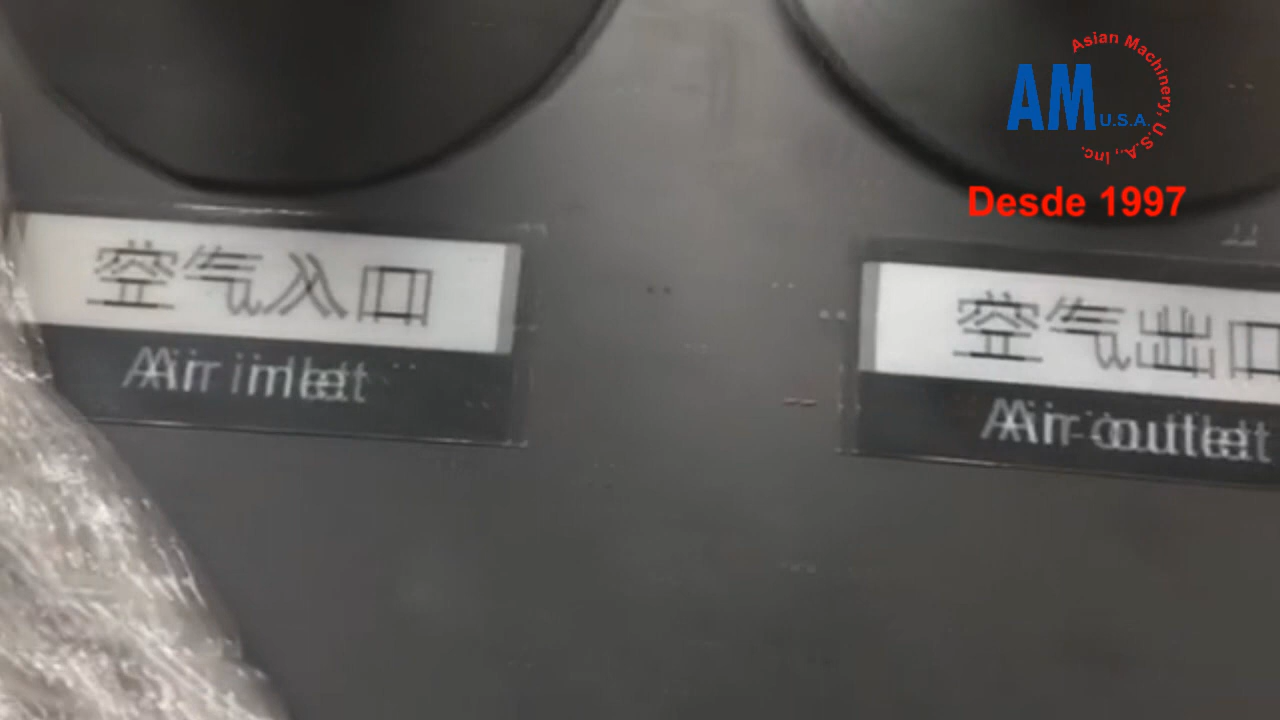 空气入口
Air inlet
空气出口
Air outlet
AM U.S.A.
Asian Machinery, U.S.A., Inc.
Desde 1997